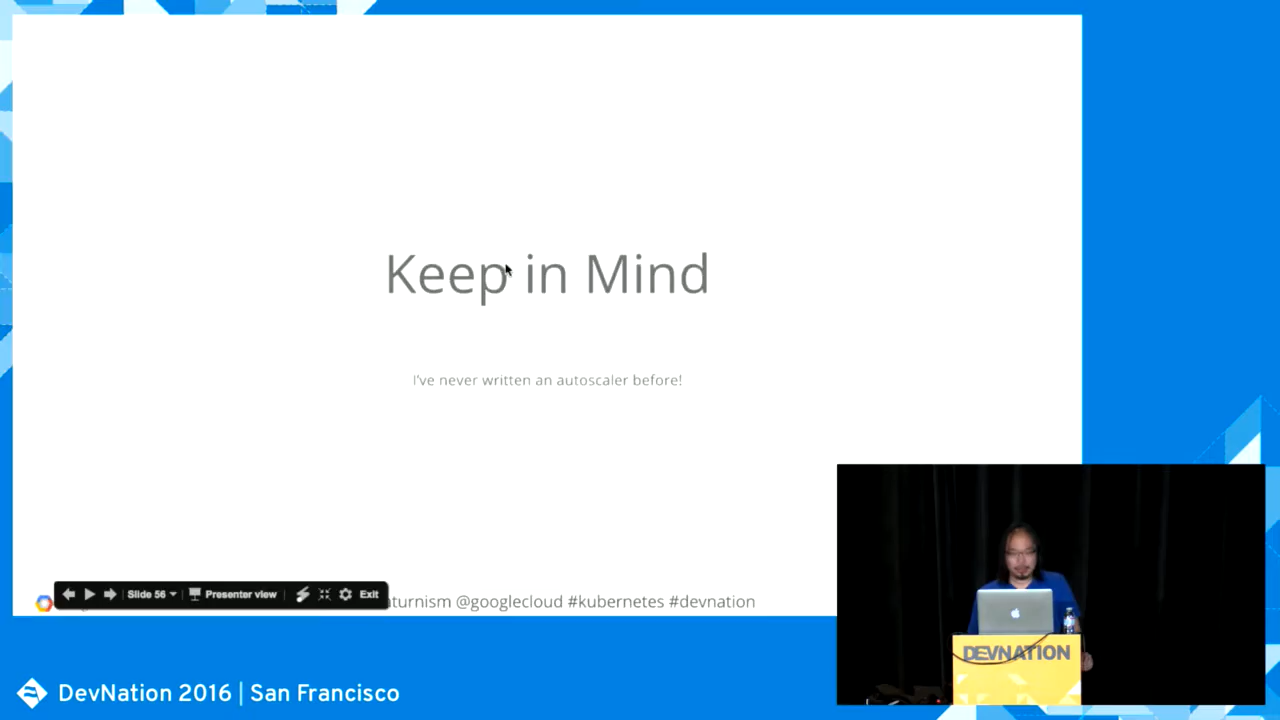 Keep in Mind
I've never written an autoscaler before!
Slide 56
Presenter view
Exit
@googlecloud #kubernetes #devnation
DEVNATION
DevNation 2016 | San Francisco